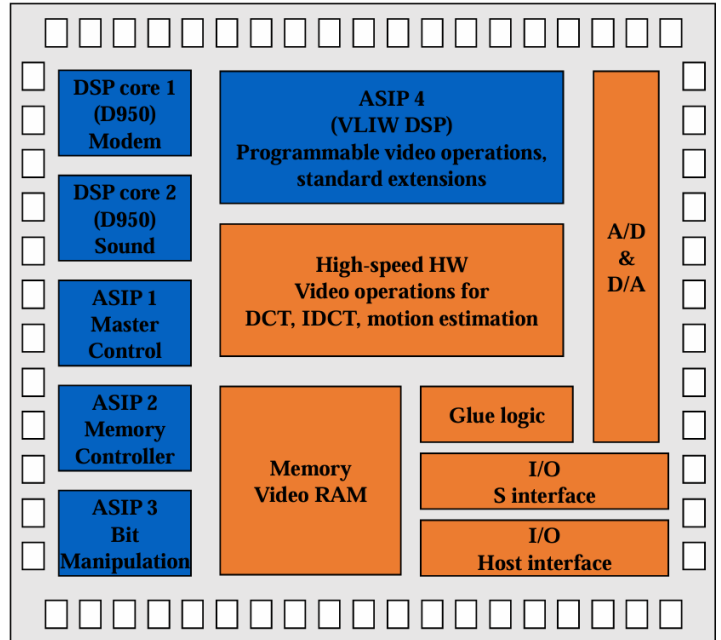 DSP core 1
(D950)
Modem
DSP core 2
(D950)
Sound
ASIP 1
Master
Control
ASIP 2
Memory
Controller
ASIP 3
Bit
Manipulation
ASIP 4
(VLIW DSP)
Programmable video operations,
standard extensions
High-speed HW
Video operations for
DCT, IDCT, motion estimation
Memory
Video RAM
A/D
&
D/A
Glue logic
I/O
S interface
I/O
Host interface